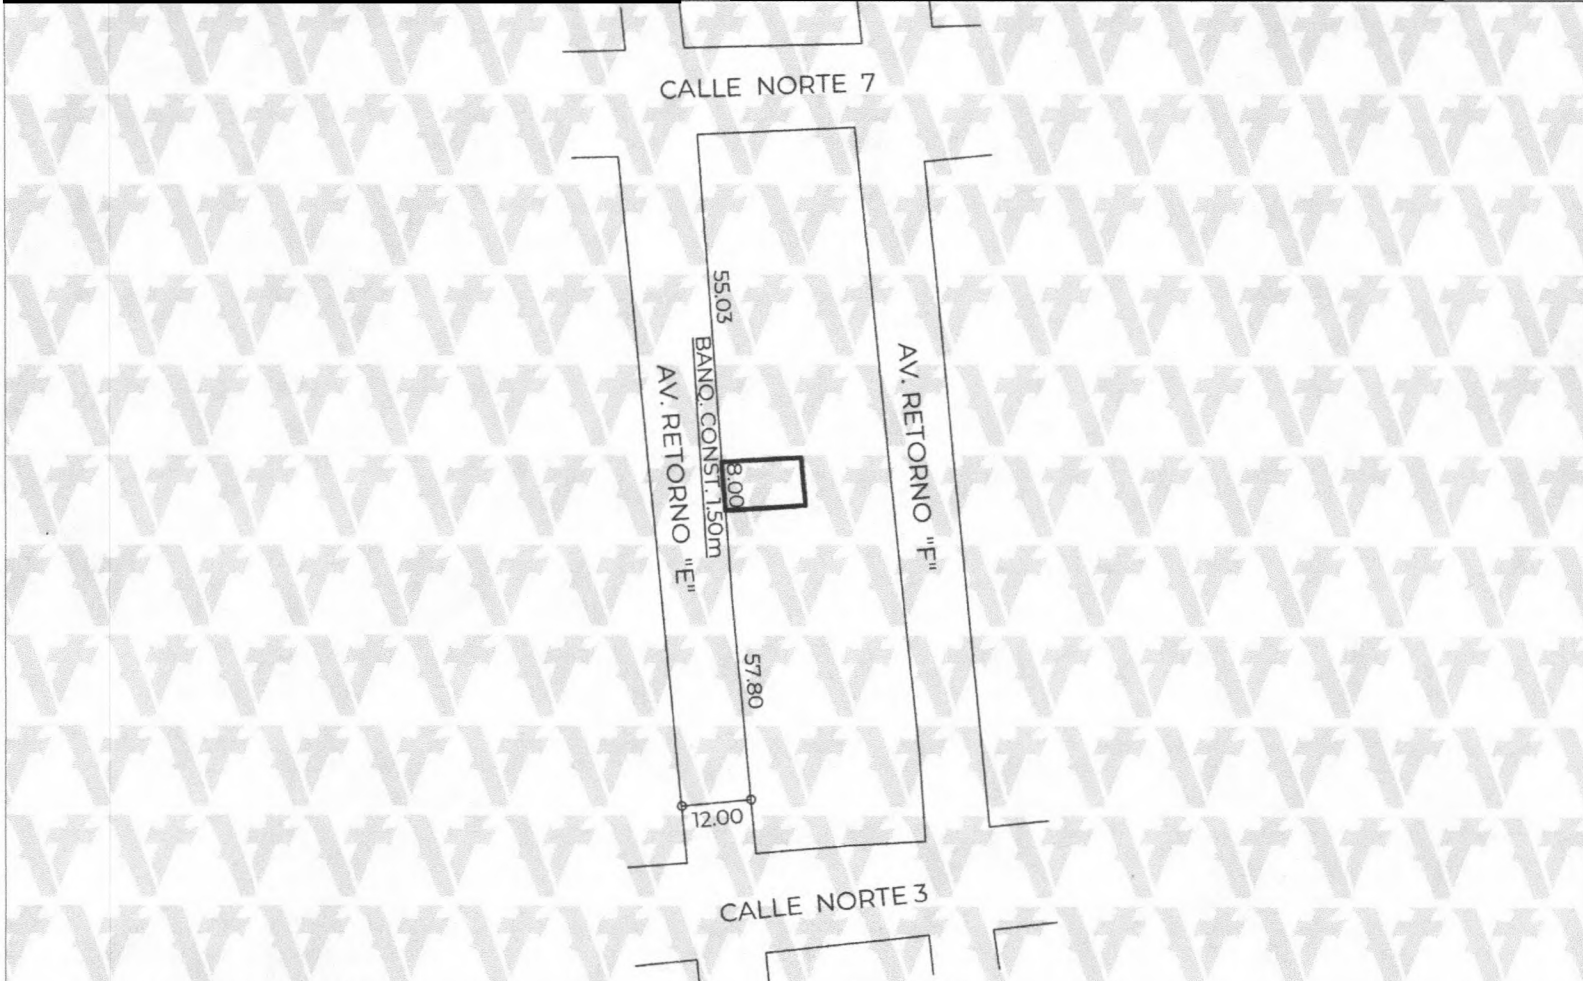 CALLE NORTE 7
55.03
BANQ. CONST. 1.50m
AV. RETORNO "E"
8.00
AV. RETORNO "F"
57.80
12.00
CALLE NORTE 3